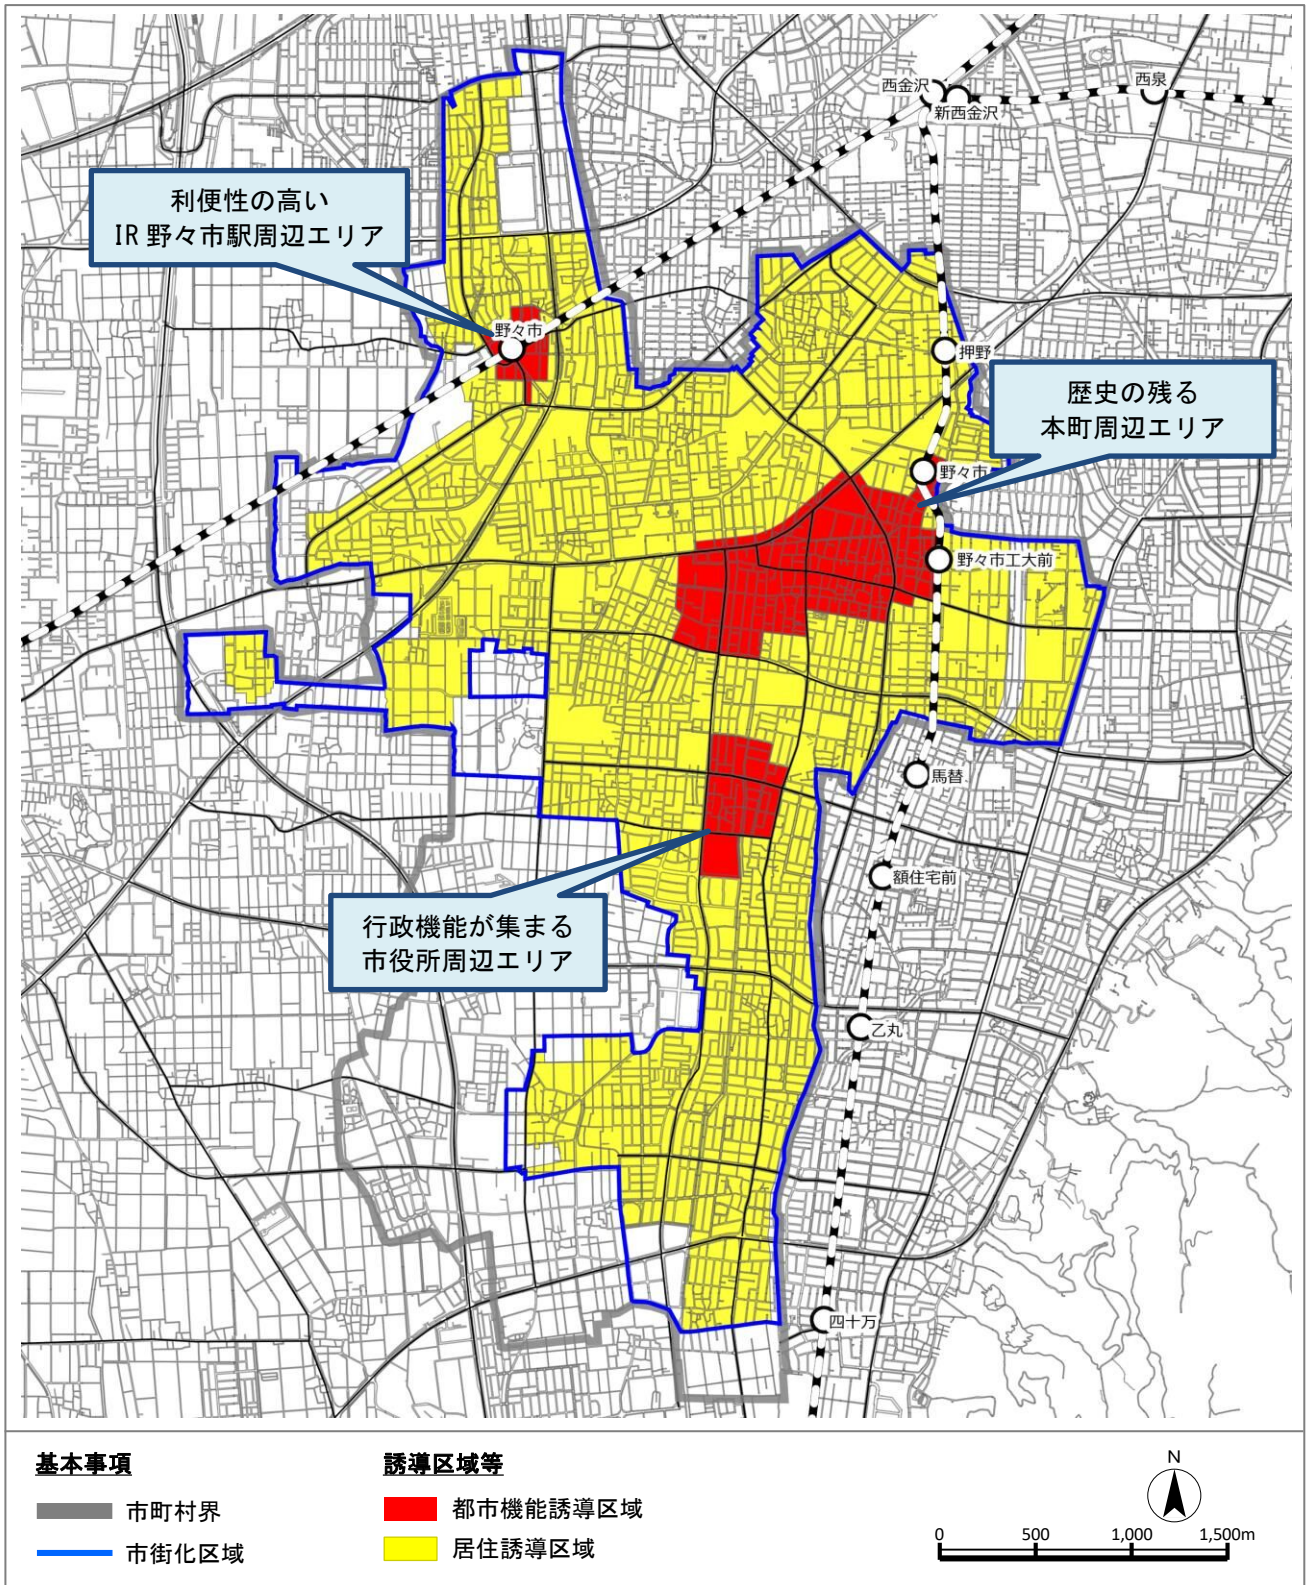 西金沢
新西金沢
西泉
利便性の高い
IR 野々市駅周辺エリア
野々市
押野
歴史の残る
本町周辺エリア
野々市
野々市工大前
馬替
額住宅前
行政機能が集まる
市役所周辺エリア
乙丸
四十万
基本事項
市町村界
市街化区域
誘導区域等
都市機能誘導区域
居住誘導区域
N
0 500 1,000 1,500m